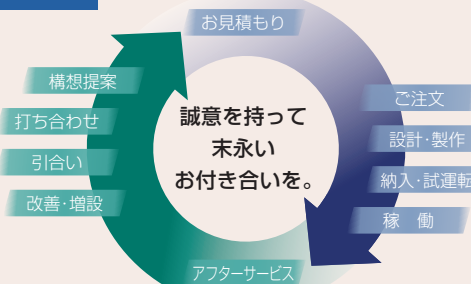 お見積もり
ご注文
設計・製作
納入・試運転
稼 働
アフターサービス
改善・増設
引合い
打ち合わせ
構想提案
誠意を持って
末永い
お付き合いを。